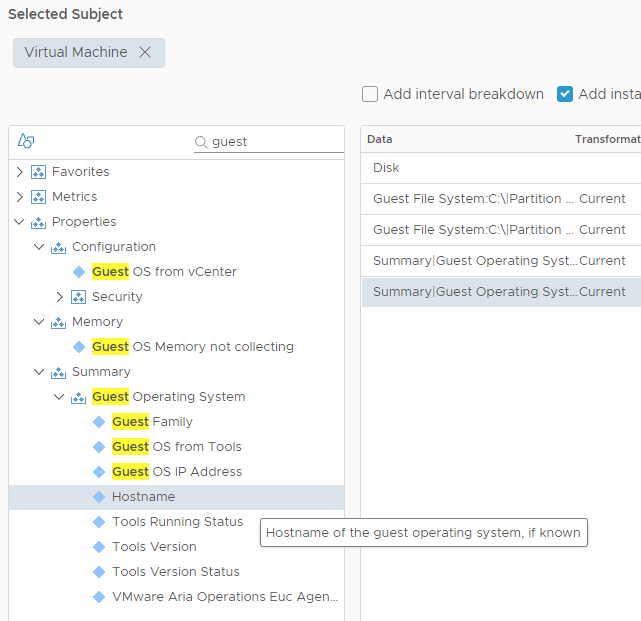 Selected Subject
Virtual Machine
Add interval breakdown
Add insta
guest
Favorites
Metrics
Properties
Configuration
Guest OS from vCenter
Security
Memory
Guest OS Memory not collecting
Summary
Guest Operating System
Guest Family
Guest OS from Tools
Guest OS IP Address
Hostname
Tools Running Status
Tools Version
Tools Version Status
VMware Aria Operations Euc Agen...
Data Transformat
Disk
Guest File System:C:\|Partition ... Current
Guest File System:C:\|Partition ... Current
Summary|Guest Operating Syst... Current
Summary|Guest Operating Syst... Current
Hostname of the guest operating system, if known